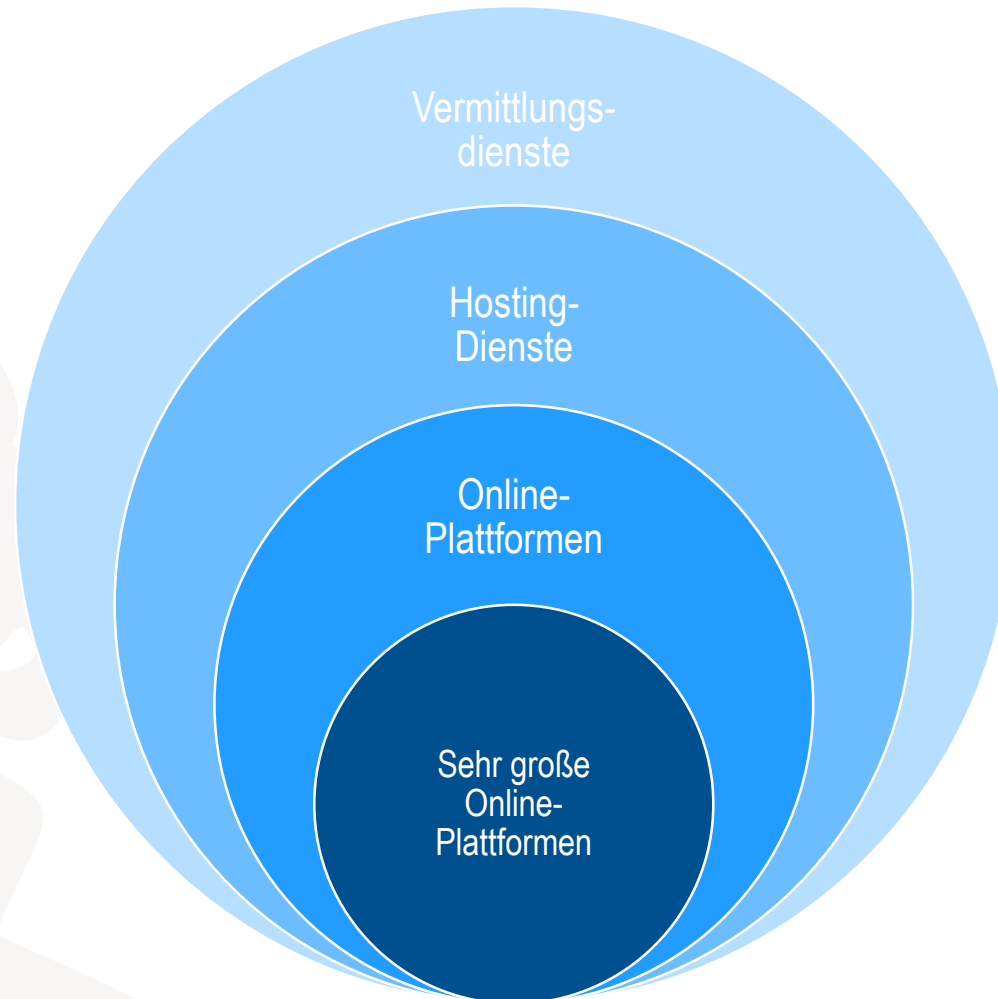 Vermittlungs-
dienste
Hosting-
Dienste
Online-
Plattformen
Sehr große
Online-
Plattformen